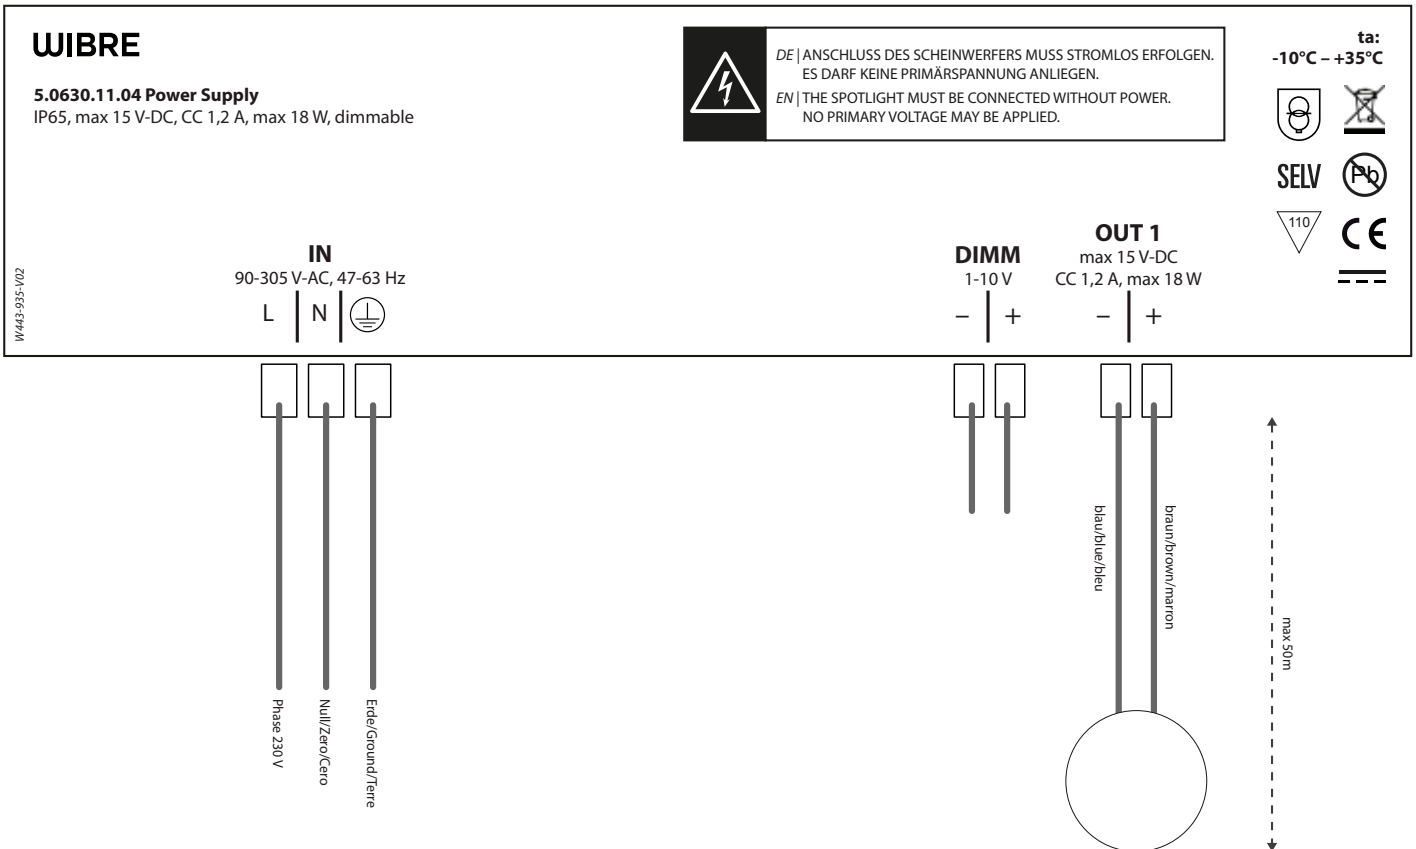 WIBRE
5.0630.11.04 Power Supply
IP65, max 15 V-DC, CC 1,2 A, max 18 W, dimmable
DE | ANSCHLUSS DES SCHEINWERFERS MUSS STROMLOS ERFOLGEN.
ES DARF KEINE PRIMÄRSPANNUNG ANLIEGEN.
EN | THE SPOTLIGHT MUST BE CONNECTED WITHOUT POWER.
NO PRIMARY VOLTAGE MAY BE APPLIED.
ta:
-10°C – +35°C
SELV
Pb
110
CE
W443-935-V02
IN
90-305 V-AC, 47-63 Hz
L N
DIMM
1-10 V
– +
OUT 1
max 15 V-DC
CC 1,2 A, max 18 W
– +
Phase 230 V
Null/Zero/Cero
Erde/Ground/Terre
blau/blue/bleu
braun/brown/marron
max 50m